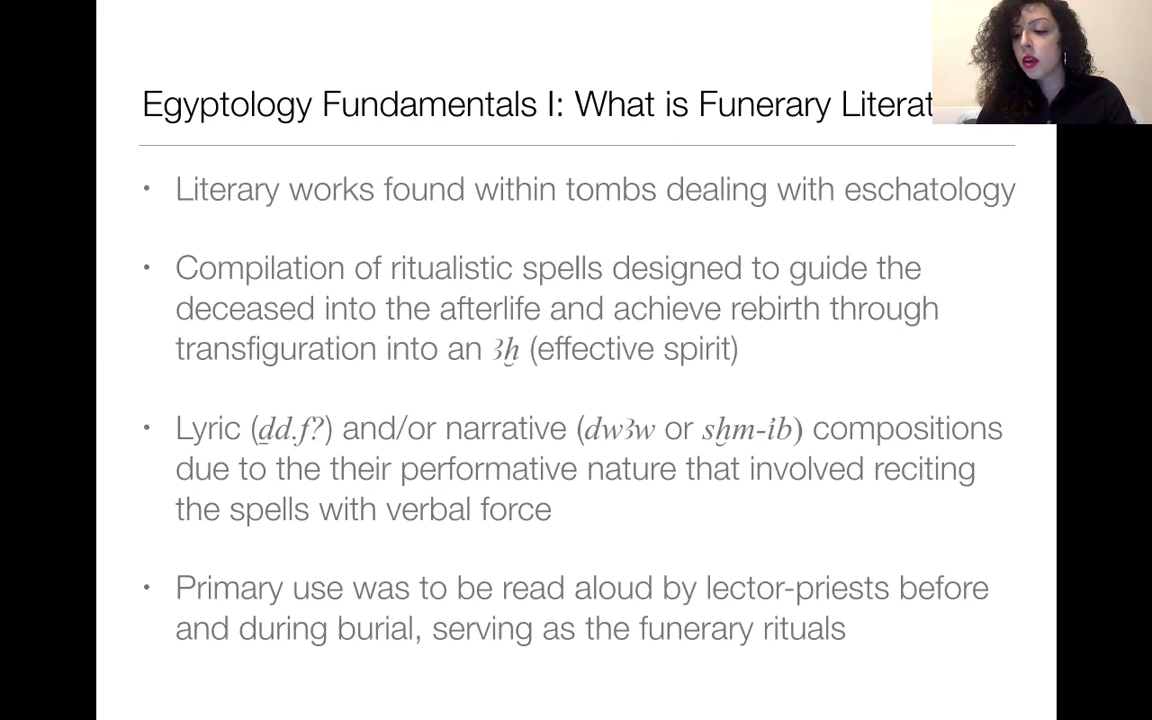 Egyptology Fundamentals I: What is Funerary Literat
• Literary works found within tombs dealing with eschatology
• Compilation of ritualistic spells designed to guide the
deceased into the afterlife and achieve rebirth through
transfiguration into an ꜣḫ (effective spirit)
• Lyric (ḏd.f?) and/or narrative (dwꜣw or sḫm-ib) compositions
due to the their performative nature that involved reciting
the spells with verbal force
• Primary use was to be read aloud by lector-priests before
and during burial, serving as the funerary rituals